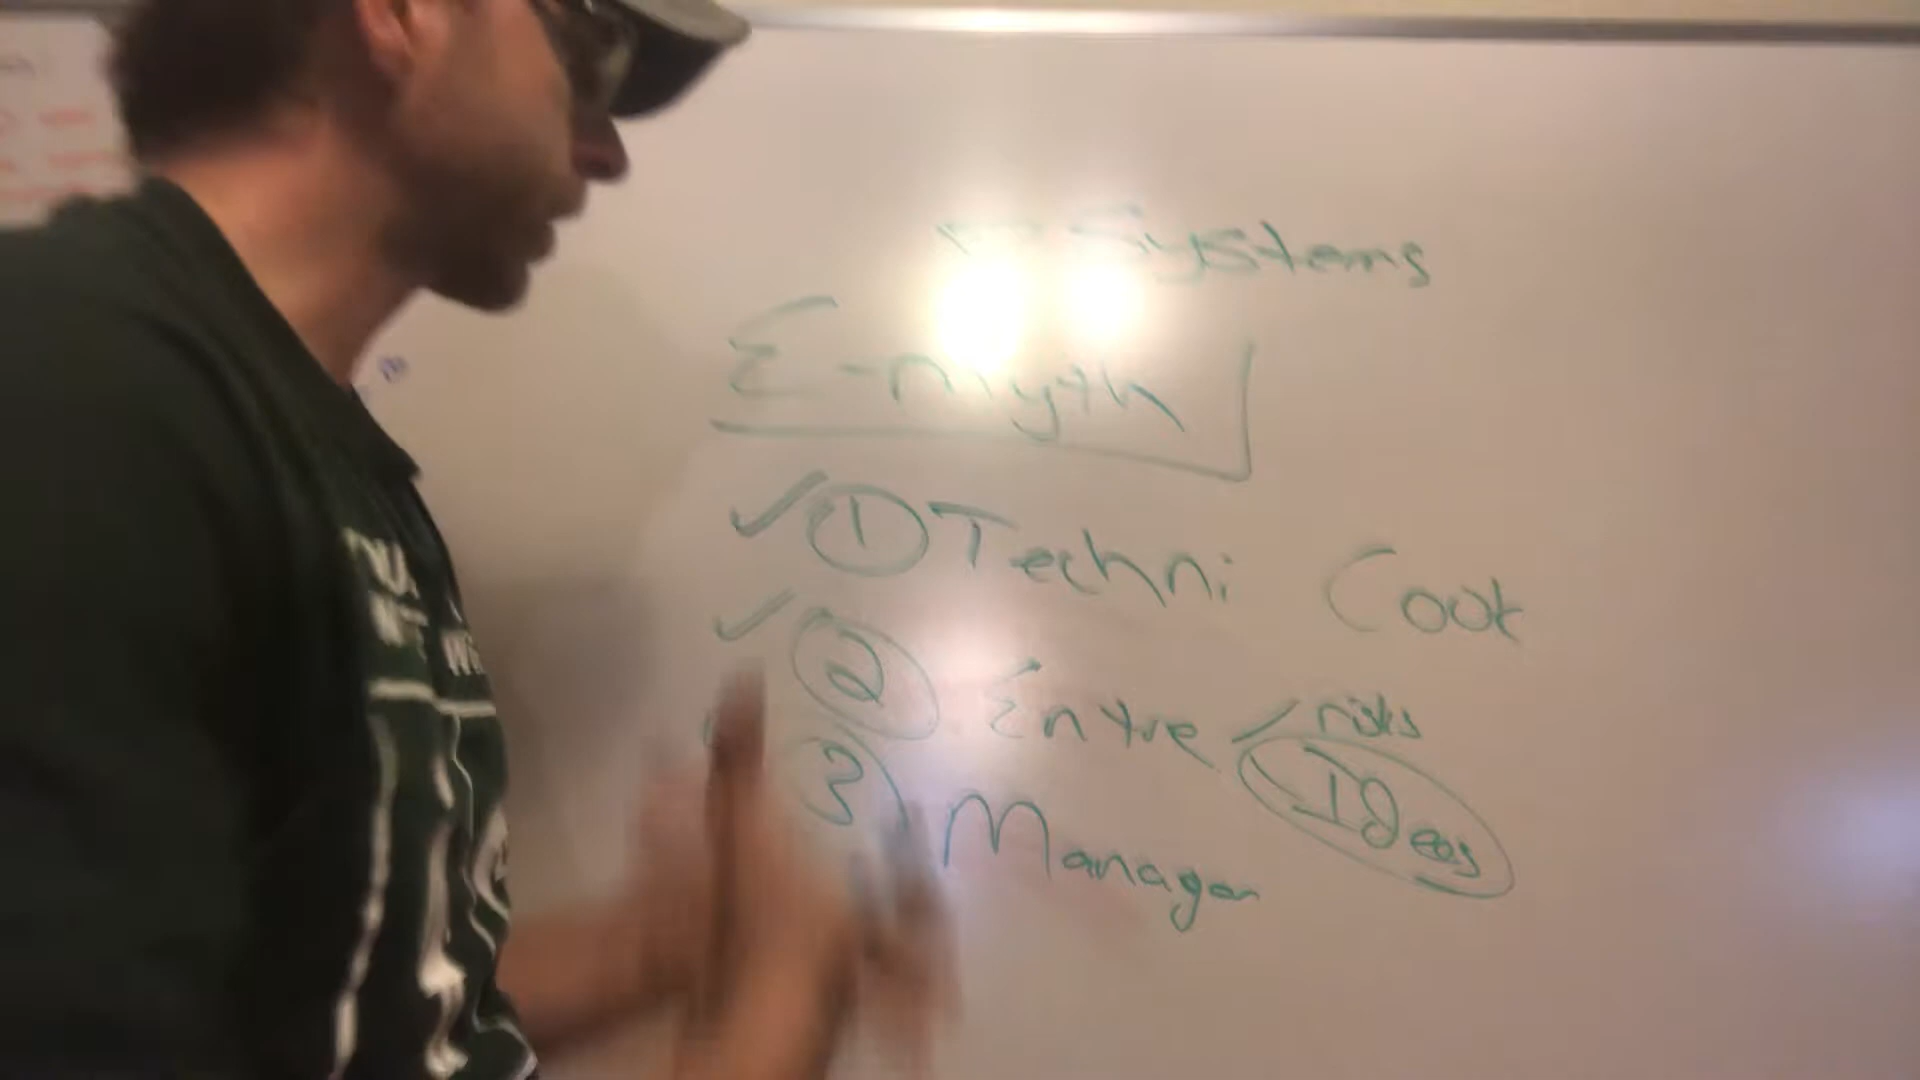 Systems
E-myth
✓ ① Techni Cook
✓ ② Entre risks
Ideas
③ Manager